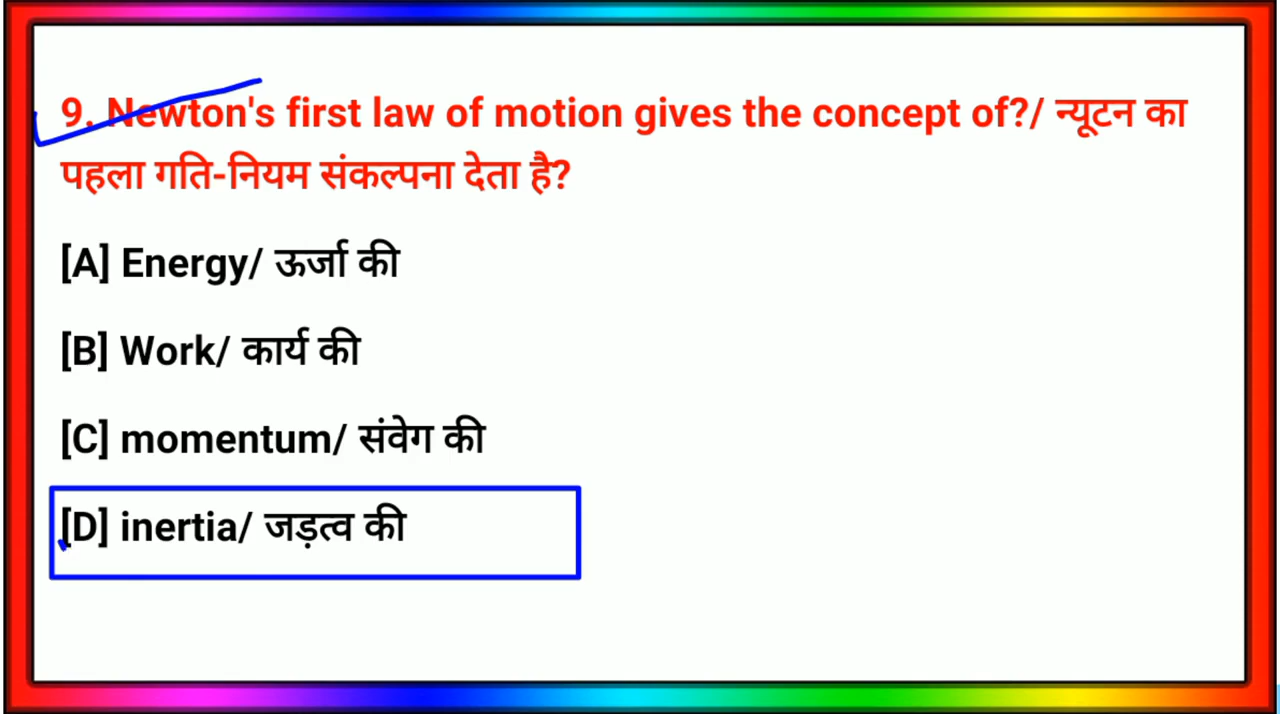 9. Newton's first law of motion gives the concept of?/ न्यूटन का
पहला गति-नियम संकल्पना देता है?
[A] Energy/ ऊर्जा की
[B] Work/ कार्य की
[C] momentum/ संवेग की
[D] inertia/ जड़त्व की